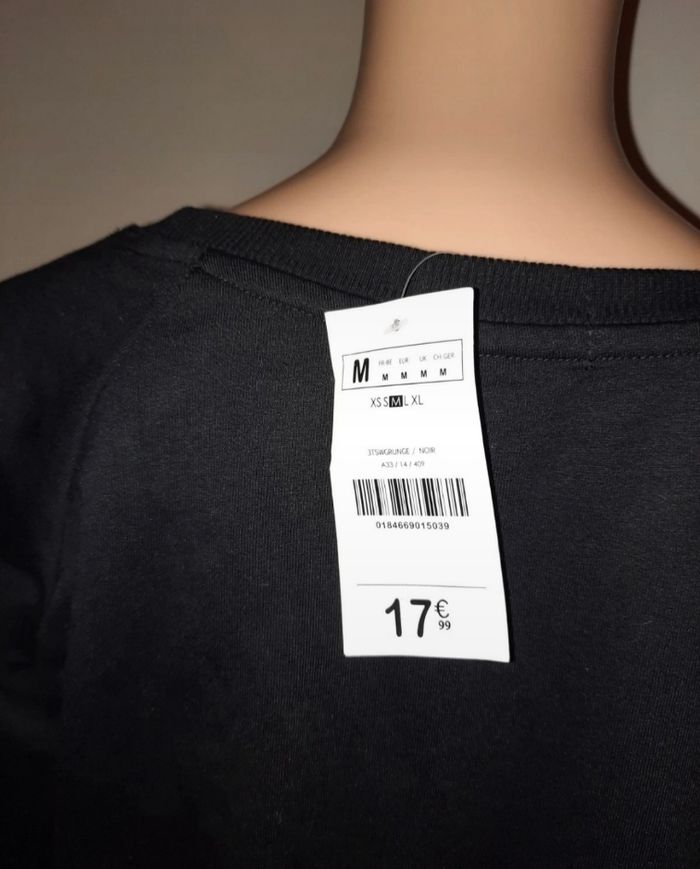 M FR-BE EUR UK CH-GER
M M M M
XS S M L XL
3TSWGRUNGE / NOIR
A33 / 14 / 409
0184669015039
17€99